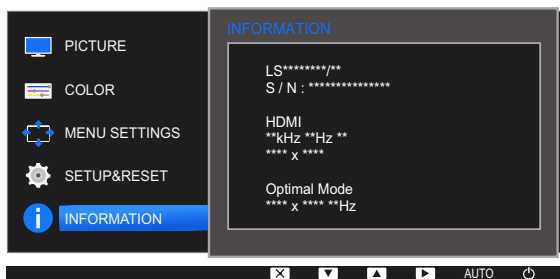 PICTURE
COLOR
MENU SETTINGS
SETUP&RESET
INFORMATION
INFORMATION
LS********/**
S / N : ***************
HDMI
**kHz **Hz **
**** x ****
Optimal Mode
**** x **** **Hz
AUTO